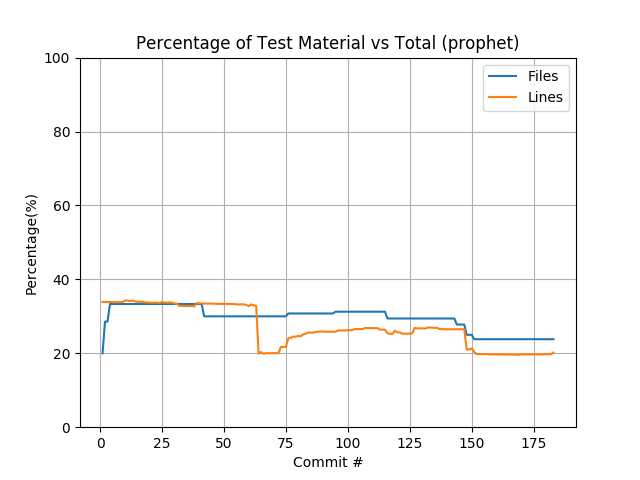 Percentage of Test Material vs Total (prophet)
Files
Lines
Percentage(%)
100
80
60
40
20
0
0 25 50 75 100 125 150 175
Commit #